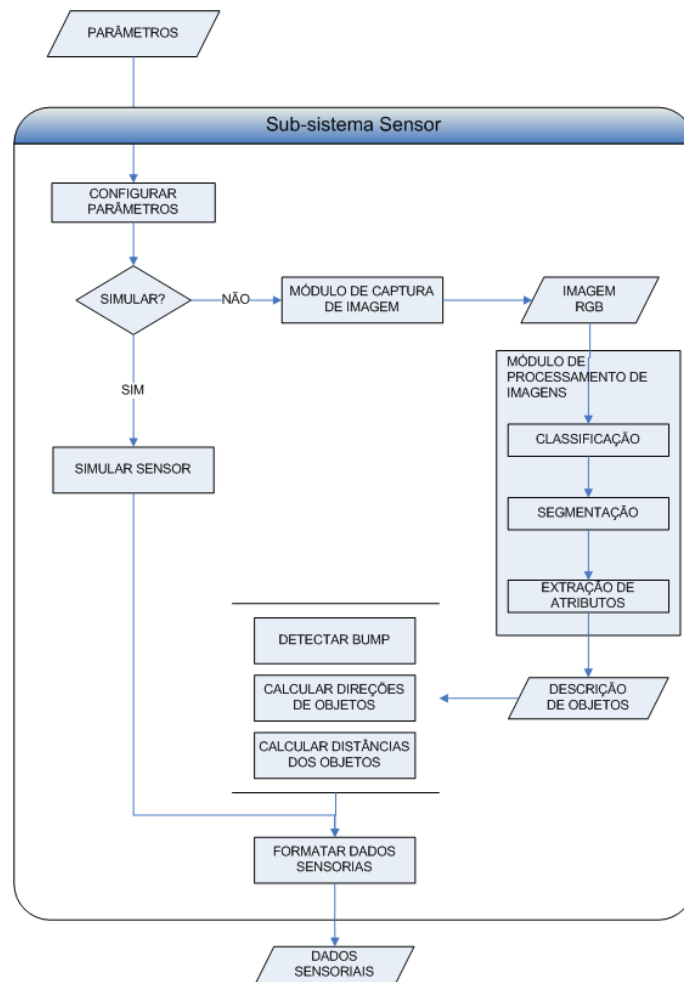 PARÂMETROS
Sub-sistema Sensor
CONFIGURAR
PARÂMETROS
SIMULAR?
NÃO
MÓDULO DE CAPTURA
DE IMAGEM
IMAGEM
RGB
MÓDULO DE
PROCESSAMENTO DE
IMAGENS
CLASSIFICAÇÃO
SIM
SIMULAR SENSOR
SEGMENTAÇÃO
EXTRAÇÃO DE
ATRIBUTOS
DETECTAR BUMP
CALCULAR DIREÇÕES
DE OBJETOS
DESCRIÇÃO
DE OBJETOS
CALCULAR DISTÂNCIAS
DOS OBJETOS
FORMATAR DADOS
SENSORIAS
DADOS
SENSORIAIS